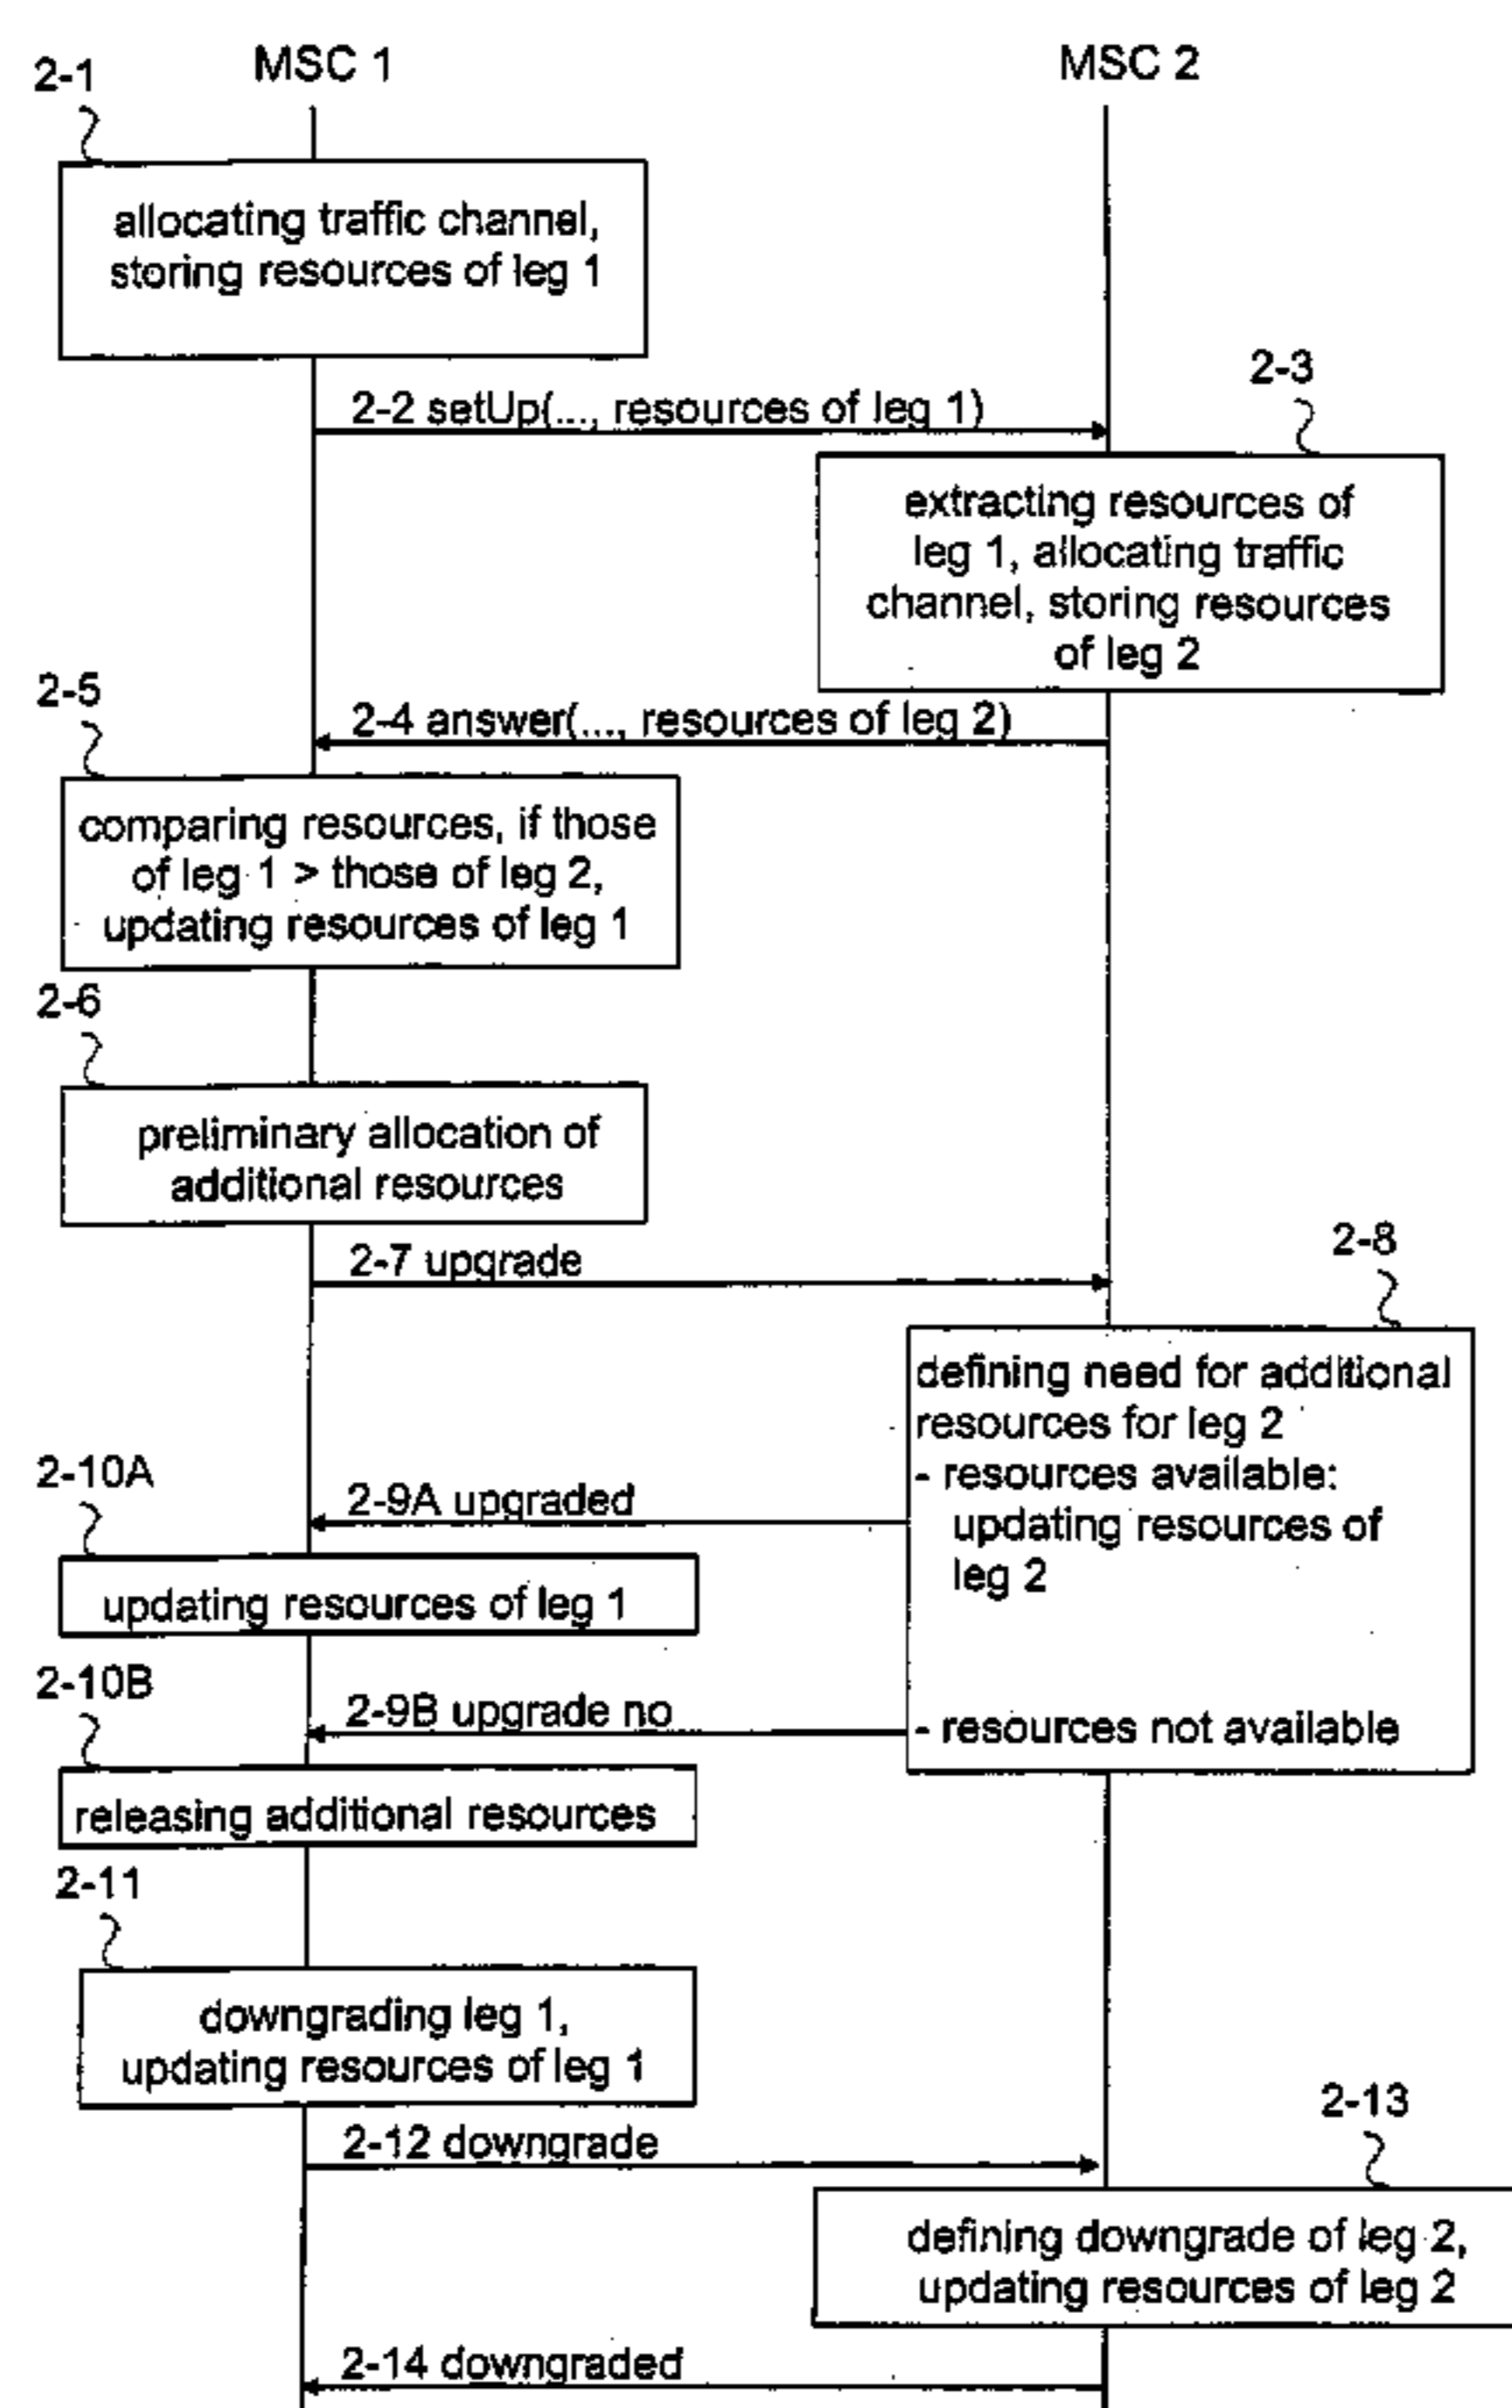 MSC 1
MSC 2
2-1
allocating traffic channel,
storing resources of leg 1
2-2 setUp(..., resources of leg 1)
2-3
extracting resources of
leg 1, allocating traffic
channel, storing resources
of leg 2
2-4 answer(..., resources of leg 2)
2-5
comparing resources, if those
of leg 1 > those of leg 2,
updating resources of leg 1
2-6
preliminary allocation of
additional resources
2-7 upgrade
2-8
defining need for additional
resources for leg 2
- resources available:
updating resources of
leg 2
- resources not available
2-9A upgraded
2-10A
updating resources of leg 1
2-9B upgrade no
2-10B
releasing additional resources
2-11
downgrading leg 1,
updating resources of leg 1
2-12 downgrade
2-13
defining downgrade of leg 2,
updating resources of leg 2
2-14 downgraded